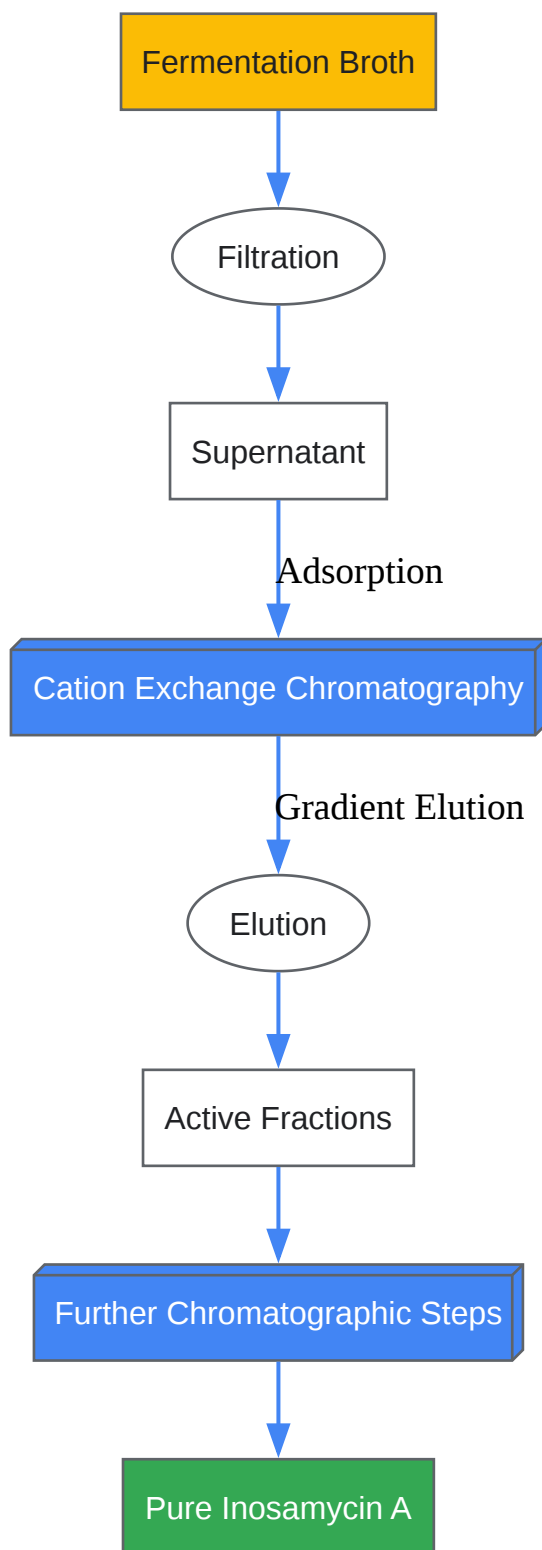 Fermentation Broth
Filtration
Supernatant
Adsorption
Cation Exchange Chromatography
Gradient Elution
Elution
Active Fractions
Further Chromatographic Steps
Pure Inosamycin A